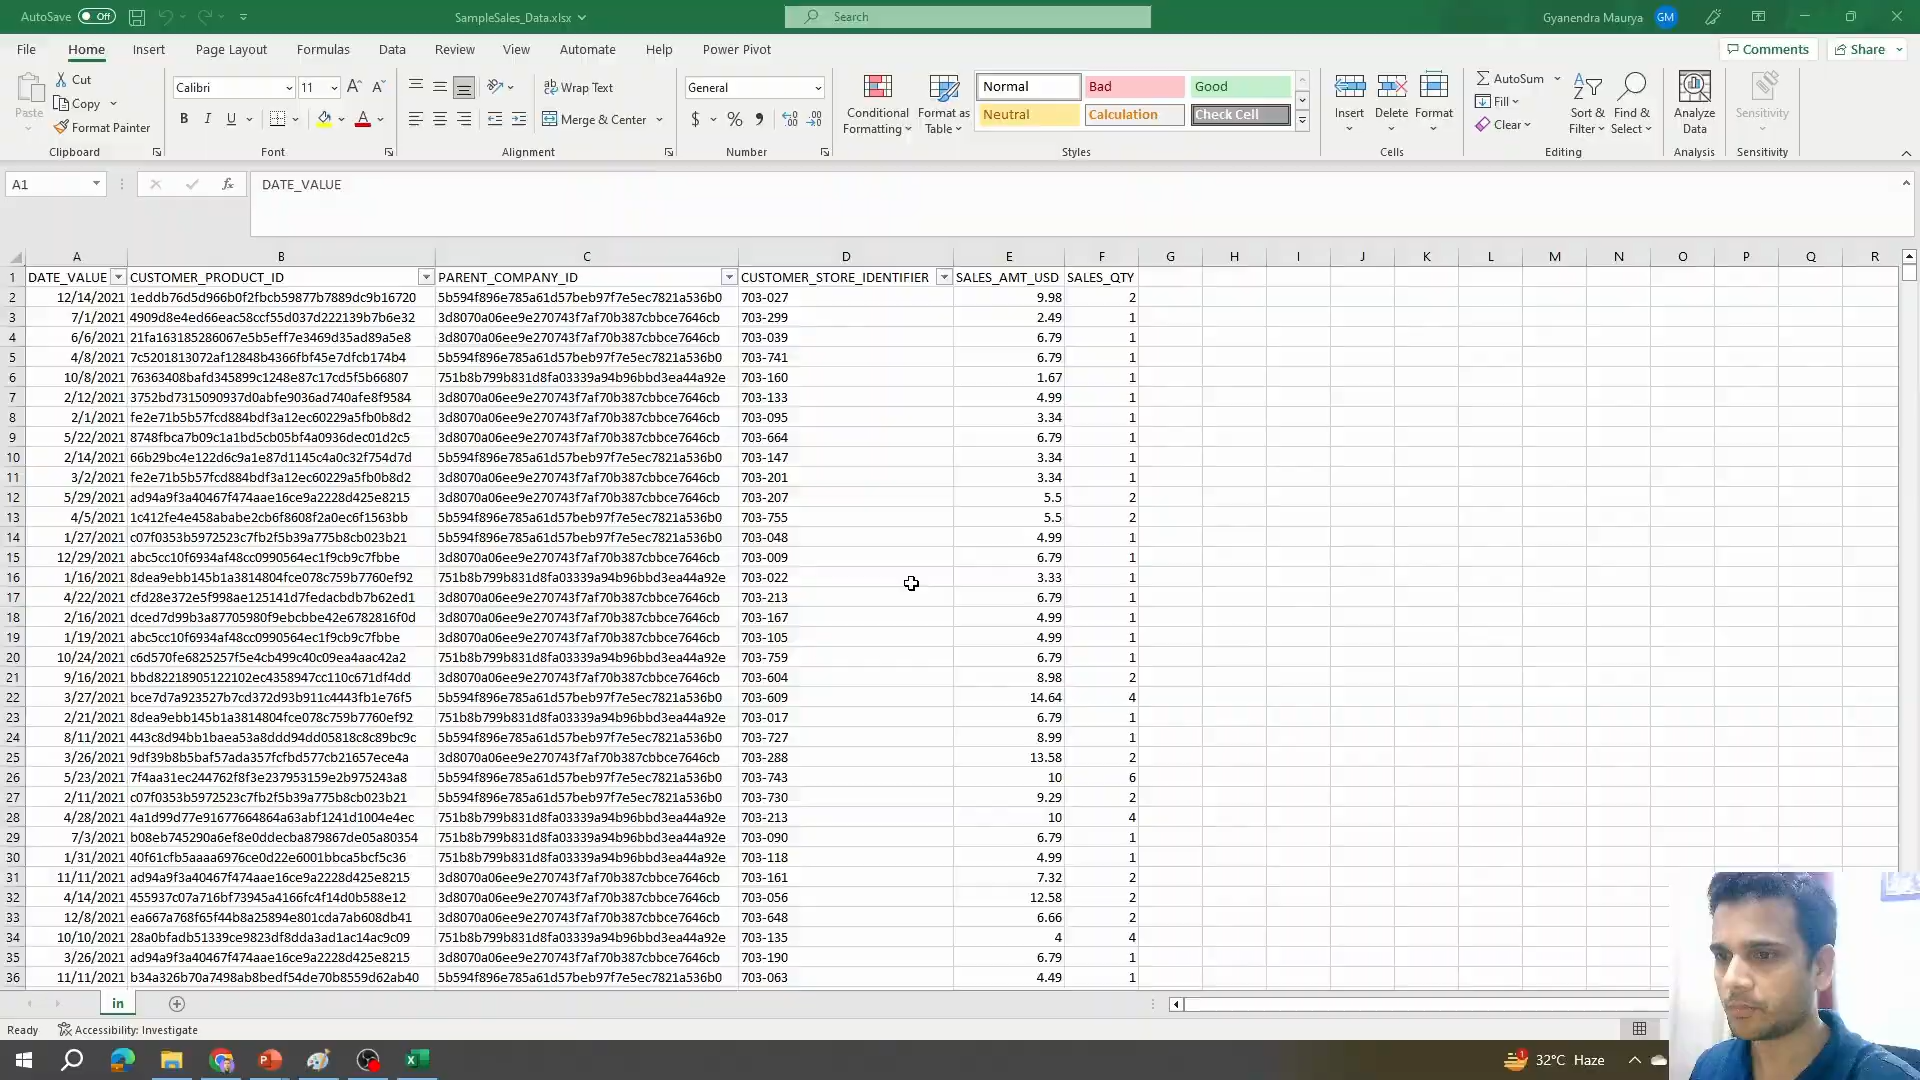 AutoSave Off SampleSales_Data.xlsx Search Gyanendra Maurya GM
File Home Insert Page Layout Formulas Data Review View Automate Help Power Pivot Comments Share
Cut Calibri 11 Wrap Text General Normal Bad Good AutoSum
Copy Fill
Paste Format Painter Merge & Center Conditional Formatting Format as Table Neutral Calculation Check Cell Insert Delete Format Clear Sort & Filter Find & Select Analyze Data Sensitivity
Clipboard Font Alignment Number Styles Cells Editing Analysis Sensitivity
A1 fx DATE_VALUE
A B C D E F G H I J K L M N O P Q R
1 DATE_VALUE CUSTOMER_PRODUCT_ID PARENT_COMPANY_ID CUSTOMER_STORE_IDENTIFIER SALES_AMT_USD SALES_QTY
2 12/14/2021 1eddb76d5d966b0f2fbcb59877b7889dc9b16720 5b594f896e785a61d57beb97f7e5ec7821a536b0 703-027 9.98 2
3 7/1/2021 4909d8e4ed66eac58ccf55d037d222139b7b6e32 3d8070a06ee9e270743f7af70b387cbbce7646cb 703-299 2.49 1
4 6/6/2021 21fa163185286067e5b5eff7e3469d35ad89a5e8 3d8070a06ee9e270743f7af70b387cbbce7646cb 703-039 6.79 1
5 4/8/2021 7c5201813072af12848b4366fbf45e7dfcb174b4 5b594f896e785a61d57beb97f7e5ec7821a536b0 703-741 6.79 1
6 10/8/2021 76363408bafd345899c1248e87c17cd5f5b66807 751b8b799b831d8fa03339a94b96bbd3ea44a92e 703-160 1.67 1
7 2/12/2021 3752bd7315090937d0abfe9036ad740afe8f9584 3d8070a06ee9e270743f7af70b387cbbce7646cb 703-133 4.99 1
8 2/1/2021 fe2e71b5b57fcd884bdf3a12ec60229a5fb0b8d2 3d8070a06ee9e270743f7af70b387cbbce7646cb 703-095 3.34 1
9 5/22/2021 8748fbca7b09c1a1bd5cb05bf4a0936dec01d2c5 3d8070a06ee9e270743f7af70b387cbbce7646cb 703-664 6.79 1
10 2/14/2021 66b29bc4e122d6c9a1e87d1145c4a0c32f754d7d 5b594f896e785a61d57beb97f7e5ec7821a536b0 703-147 3.34 1
11 3/2/2021 fe2e71b5b57fcd884bdf3a12ec60229a5fb0b8d2 3d8070a06ee9e270743f7af70b387cbbce7646cb 703-201 3.34 1
12 5/29/2021 ad94a9f3a40467f474aae16ce9a2228d425e8215 3d8070a06ee9e270743f7af70b387cbbce7646cb 703-207 5.5 2
13 4/5/2021 1c412fe4e458ababe2cb6f8608f2a0ec6f1563bb 5b594f896e785a61d57beb97f7e5ec7821a536b0 703-755 5.5 2
14 1/27/2021 c07f0353b5972523c7fb2f5b39a775b8cb023b21 5b594f896e785a61d57beb97f7e5ec7821a536b0 703-048 4.99 1
15 12/29/2021 abc5cc10f6934af48cc0990564ec1f9cb9c7fbbe 3d8070a06ee9e270743f7af70b387cbbce7646cb 703-009 6.79 1
16 1/16/2021 8dea9ebb145b1a3814804fce078c759b7760ef92 751b8b799b831d8fa03339a94b96bbd3ea44a92e 703-022 3.33 1
17 4/22/2021 cfd28e372e5f998ae125141d7fedacbdb7b62ed1 3d8070a06ee9e270743f7af70b387cbbce7646cb 703-213 6.79 1
18 2/16/2021 dced7d99b3a87705980f9ebcbbe42e6782816f0d 3d8070a06ee9e270743f7af70b387cbbce7646cb 703-167 4.99 1
19 1/19/2021 abc5cc10f6934af48cc0990564ec1f9cb9c7fbbe 3d8070a06ee9e270743f7af70b387cbbce7646cb 703-105 4.99 1
20 10/24/2021 c6d570fe6825257f5e4cb499c40c09ea4aac42a2 751b8b799b831d8fa03339a94b96bbd3ea44a92e 703-759 6.79 1
21 9/16/2021 bbd82218905122102ec4358947cc110c671df4dd 3d8070a06ee9e270743f7af70b387cbbce7646cb 703-604 8.98 2
22 3/27/2021 bce7d7a923527b7cd372d93b911c4443fb1e76f5 5b594f896e785a61d57beb97f7e5ec7821a536b0 703-609 14.64 4
23 2/21/2021 8dea9ebb145b1a3814804fce078c759b7760ef92 751b8b799b831d8fa03339a94b96bbd3ea44a92e 703-017 6.79 1
24 8/11/2021 443c8d94bb1baea53a8ddd94dd05818c8c89bc9c 5b594f896e785a61d57beb97f7e5ec7821a536b0 703-727 8.99 1
25 3/26/2021 9df39b8b5baf57ada357fcfbd577cb21657ece4a 3d8070a06ee9e270743f7af70b387cbbce7646cb 703-288 13.58 2
26 5/23/2021 7f4aa31ec244762f8f3e237953159e2b975243a8 5b594f896e785a61d57beb97f7e5ec7821a536b0 703-743 10 6
27 2/11/2021 c07f0353b5972523c7fb2f5b39a775b8cb023b21 5b594f896e785a61d57beb97f7e5ec7821a536b0 703-730 9.29 2
28 4/28/2021 4a1d99d77e91677664864a63abf1241d1004e4ec 751b8b799b831d8fa03339a94b96bbd3ea44a92e 703-213 10 4
29 7/3/2021 b08eb745290a6ef8e0ddecba879867de05a80354 751b8b799b831d8fa03339a94b96bbd3ea44a92e 703-090 6.79 1
30 1/31/2021 40f61cfb5aaaa6976ce0d22e6001bbca5bcf5c36 751b8b799b831d8fa03339a94b96bbd3ea44a92e 703-118 4.99 1
31 11/11/2021 ad94a9f3a40467f474aae16ce9a2228d425e8215 3d8070a06ee9e270743f7af70b387cbbce7646cb 703-161 7.32 2
32 4/14/2021 455937c07a716bf73945a4166fc4f14d0b588e12 3d8070a06ee9e270743f7af70b387cbbce7646cb 703-056 12.58 2
33 12/8/2021 ea667a768f65f44b8a25894e801cda7ab608db41 3d8070a06ee9e270743f7af70b387cbbce7646cb 703-648 6.66 2
34 10/10/2021 28a0bfadb51339ce9823df8dda3ad1ac14ac9c09 751b8b799b831d8fa03339a94b96bbd3ea44a92e 703-135 4 4
35 3/26/2021 ad94a9f3a40467f474aae16ce9a2228d425e8215 3d8070a06ee9e270743f7af70b387cbbce7646cb 703-190 6.79 1
36 11/11/2021 b34a326b70a7498ab8bedf54de70b8559d62ab40 5b594f896e785a61d57beb97f7e5ec7821a536b0 703-063 4.49 1
in
Ready Accessibility: Investigate
32°C Haze